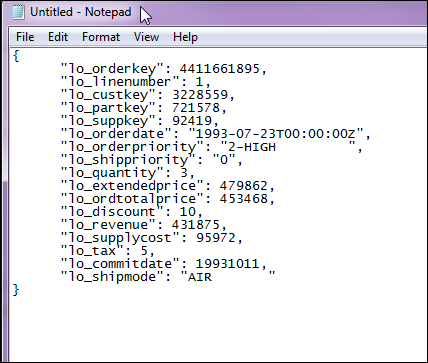 Untitled - Notepad
File Edit Format View Help
{
"lo_orderkey": 4411661895,
"lo_linenumber": 1,
"lo_custkey": 3228559,
"lo_partkey": 721578,
"lo_suppkey": 92419,
"lo_orderdate": "1993-07-23T00:00:00Z",
"lo_orderpriority": "2-HIGH         ",
"lo_shippriority": "0",
"lo_quantity": 3,
"lo_extendedprice": 479862,
"lo_ordtotalprice": 453468,
"lo_discount": 10,
"lo_revenue": 431875,
"lo_supplycost": 95972,
"lo_tax": 5,
"lo_commitdate": 19931011,
"lo_shipmode": "AIR       "
}